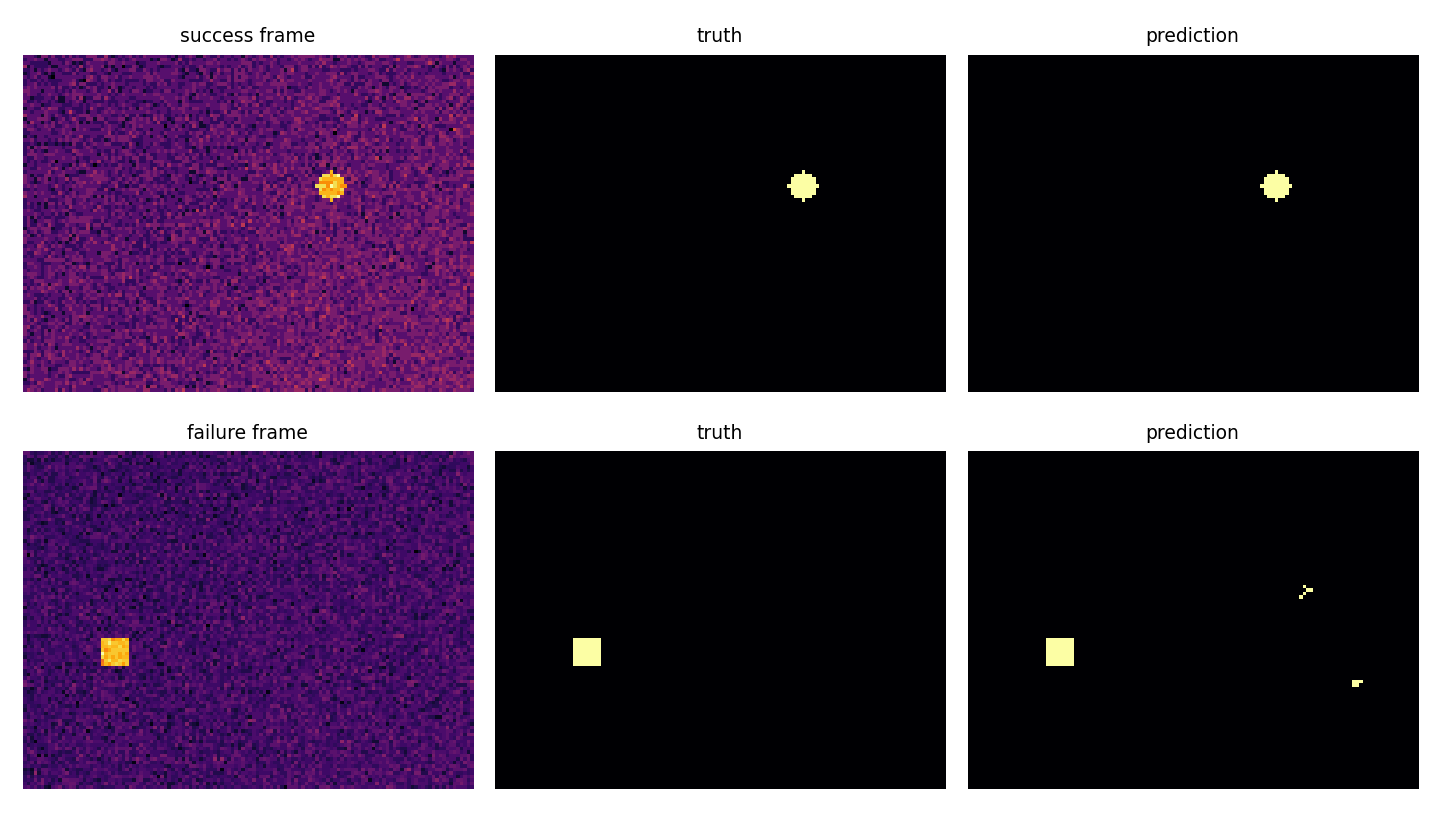 success frame
truth
prediction
failure frame
truth
prediction